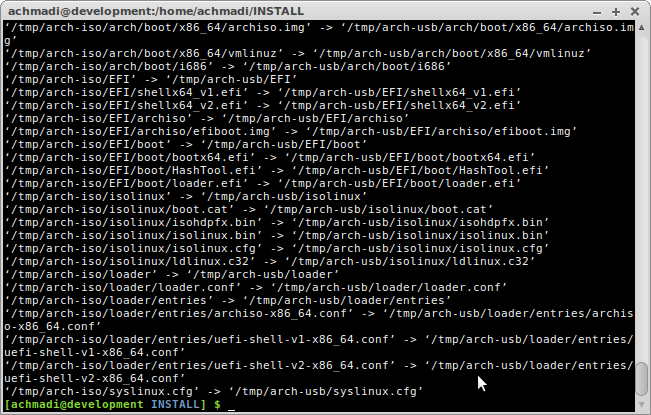 achmadi@development:/home/achmadi/INSTALL
‘/tmp/arch-iso/arch/boot/x86_64/archiso.img’ -> ‘/tmp/arch-usb/arch/boot/x86_64/archiso.im
g’
‘/tmp/arch-iso/arch/boot/x86_64/vmlinuz’ -> ‘/tmp/arch-usb/arch/boot/x86_64/vmlinuz’
‘/tmp/arch-iso/arch/boot/i686’ -> ‘/tmp/arch-usb/arch/boot/i686’
‘/tmp/arch-iso/EFI’ -> ‘/tmp/arch-usb/EFI’
‘/tmp/arch-iso/EFI/shellx64_v1.efi’ -> ‘/tmp/arch-usb/EFI/shellx64_v1.efi’
‘/tmp/arch-iso/EFI/shellx64_v2.efi’ -> ‘/tmp/arch-usb/EFI/shellx64_v2.efi’
‘/tmp/arch-iso/EFI/archiso’ -> ‘/tmp/arch-usb/EFI/archiso’
‘/tmp/arch-iso/EFI/archiso/efiboot.img’ -> ‘/tmp/arch-usb/EFI/archiso/efiboot.img’
‘/tmp/arch-iso/EFI/boot’ -> ‘/tmp/arch-usb/EFI/boot’
‘/tmp/arch-iso/EFI/boot/bootx64.efi’ -> ‘/tmp/arch-usb/EFI/boot/bootx64.efi’
‘/tmp/arch-iso/EFI/boot/HashTool.efi’ -> ‘/tmp/arch-usb/EFI/boot/HashTool.efi’
‘/tmp/arch-iso/EFI/boot/loader.efi’ -> ‘/tmp/arch-usb/EFI/boot/loader.efi’
‘/tmp/arch-iso/isolinux’ -> ‘/tmp/arch-usb/isolinux’
‘/tmp/arch-iso/isolinux/boot.cat’ -> ‘/tmp/arch-usb/isolinux/boot.cat’
‘/tmp/arch-iso/isolinux/isohdpfx.bin’ -> ‘/tmp/arch-usb/isolinux/isohdpfx.bin’
‘/tmp/arch-iso/isolinux/isolinux.bin’ -> ‘/tmp/arch-usb/isolinux/isolinux.bin’
‘/tmp/arch-iso/isolinux/isolinux.cfg’ -> ‘/tmp/arch-usb/isolinux/isolinux.cfg’
‘/tmp/arch-iso/isolinux/ldlinux.c32’ -> ‘/tmp/arch-usb/isolinux/ldlinux.c32’
‘/tmp/arch-iso/loader’ -> ‘/tmp/arch-usb/loader’
‘/tmp/arch-iso/loader/loader.conf’ -> ‘/tmp/arch-usb/loader/loader.conf’
‘/tmp/arch-iso/loader/entries’ -> ‘/tmp/arch-usb/loader/entries’
‘/tmp/arch-iso/loader/entries/archiso-x86_64.conf’ -> ‘/tmp/arch-usb/loader/entries/archis
o-x86_64.conf’
‘/tmp/arch-iso/loader/entries/uefi-shell-v1-x86_64.conf’ -> ‘/tmp/arch-usb/loader/entries/
uefi-shell-v1-x86_64.conf’
‘/tmp/arch-iso/loader/entries/uefi-shell-v2-x86_64.conf’ -> ‘/tmp/arch-usb/loader/entries/
uefi-shell-v2-x86_64.conf’
‘/tmp/arch-iso/syslinux.cfg’ -> ‘/tmp/arch-usb/syslinux.cfg’
[achmadi@development INSTALL] $ _